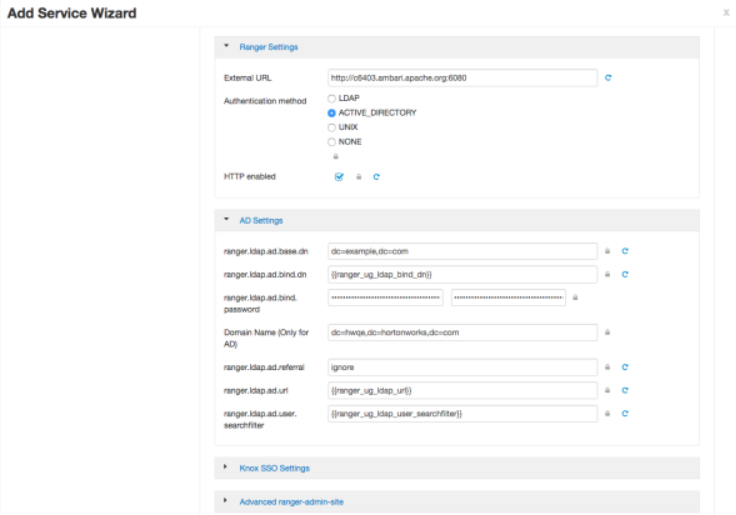 Add Service Wizard
x
Ranger Settings
External URL
http://c6403.ambari.apache.org:6080
Authentication method
LDAP
ACTIVE_DIRECTORY
UNIX
NONE
HTTP enabled
AD Settings
ranger.ldap.ad.base.dn
dc=example,dc=com
ranger.ldap.ad.bind.dn
{{ranger_ug_ldap_bind_dn}}
ranger.ldap.ad.bind.
password
Domain Name (Only for
AD)
dc=hwqe,dc=hortonworks,dc=com
ranger.ldap.ad.referral
ignore
ranger.ldap.ad.url
{{ranger_ug_ldap_url}}
ranger.ldap.ad.user.
searchfilter
{{ranger_ug_ldap_user_searchfilter}}
Knox SSO Settings
Advanced ranger-admin-site